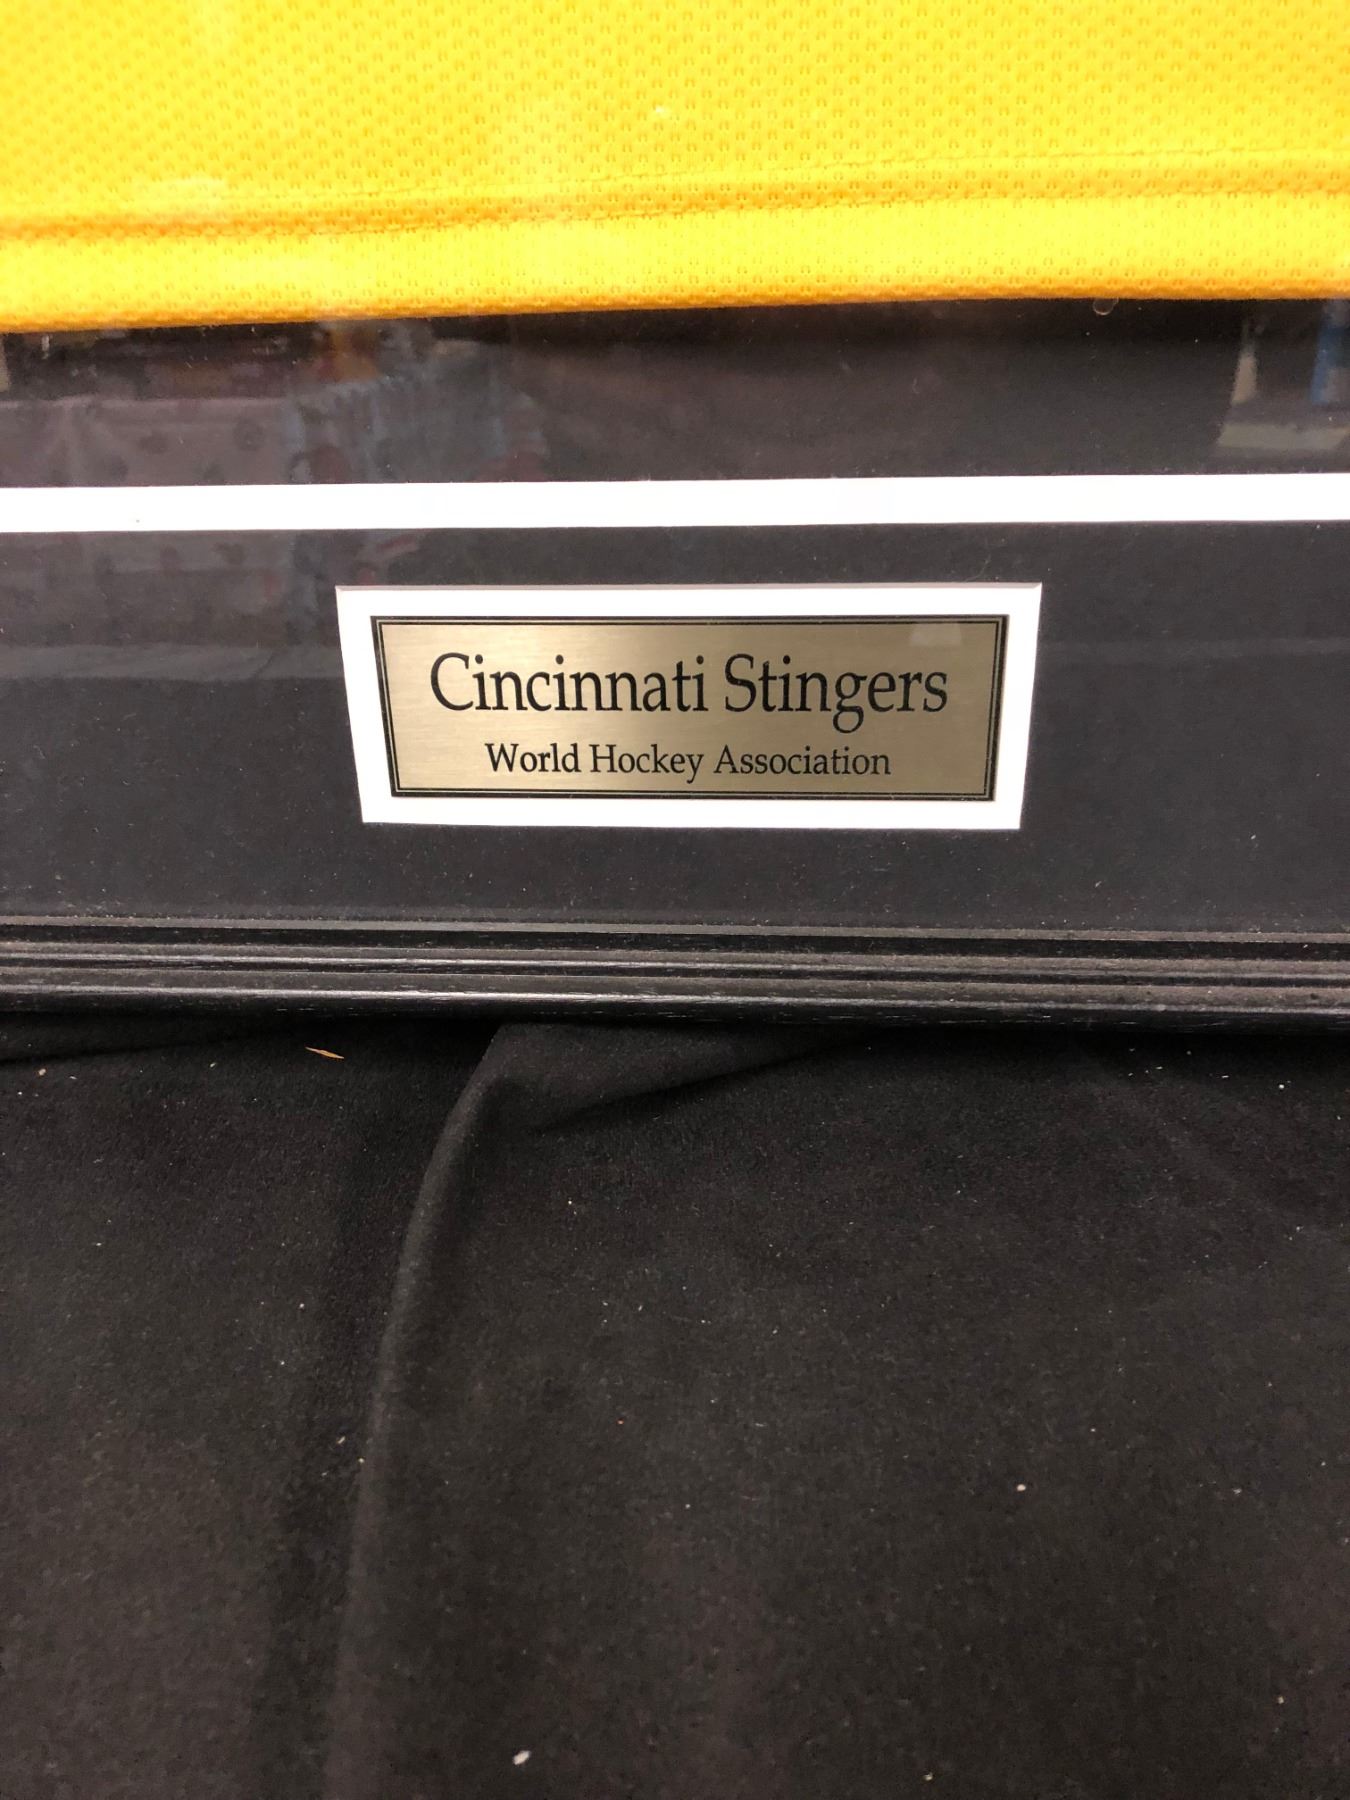 Cincinnati Stingers
World Hockey Association